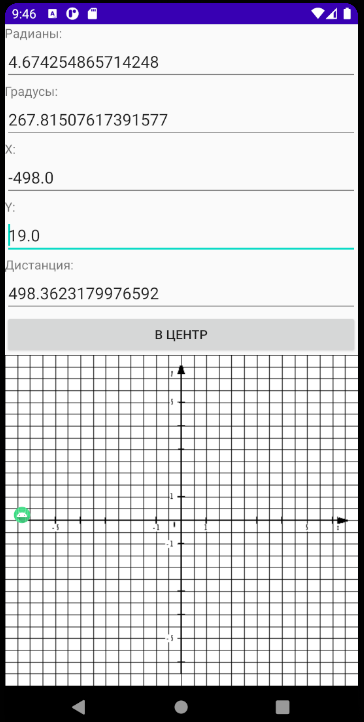 9:46
Радианы:
4.674254865714248
Градусы:
267.81507617391577
X:
-498.0
Y:
19.0
Дистанция:
498.3623179976592
В ЦЕНТР